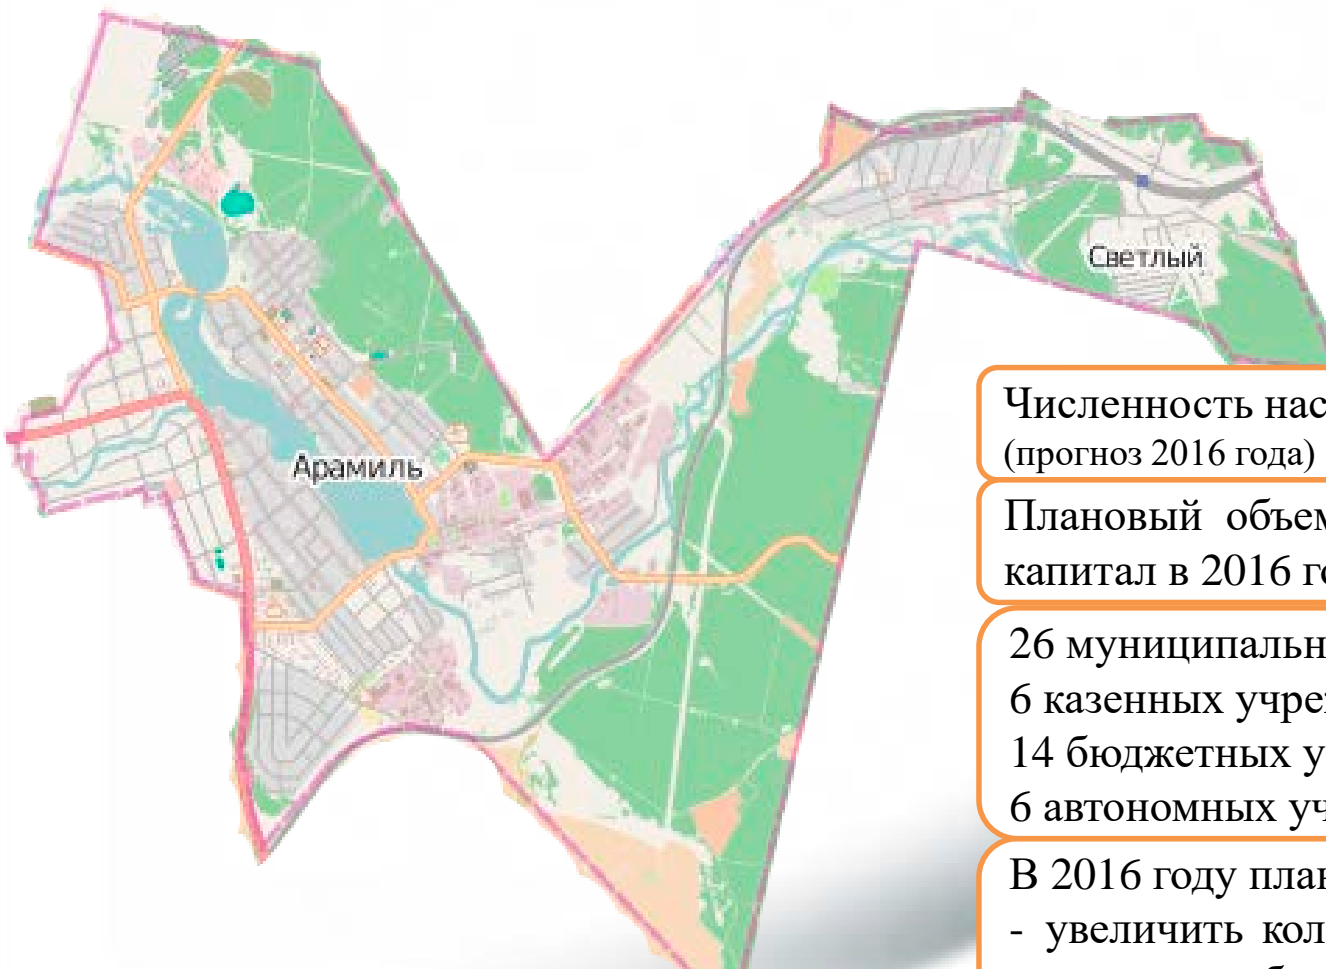 Светлый
Арамиль
Численность нас
(прогноз 2016 года)
Плановый объем
капитал в 2016 го
26 муниципальн
6 казенных учре
14 бюджетных у
6 автономных уч
В 2016 году план
- увеличить кол